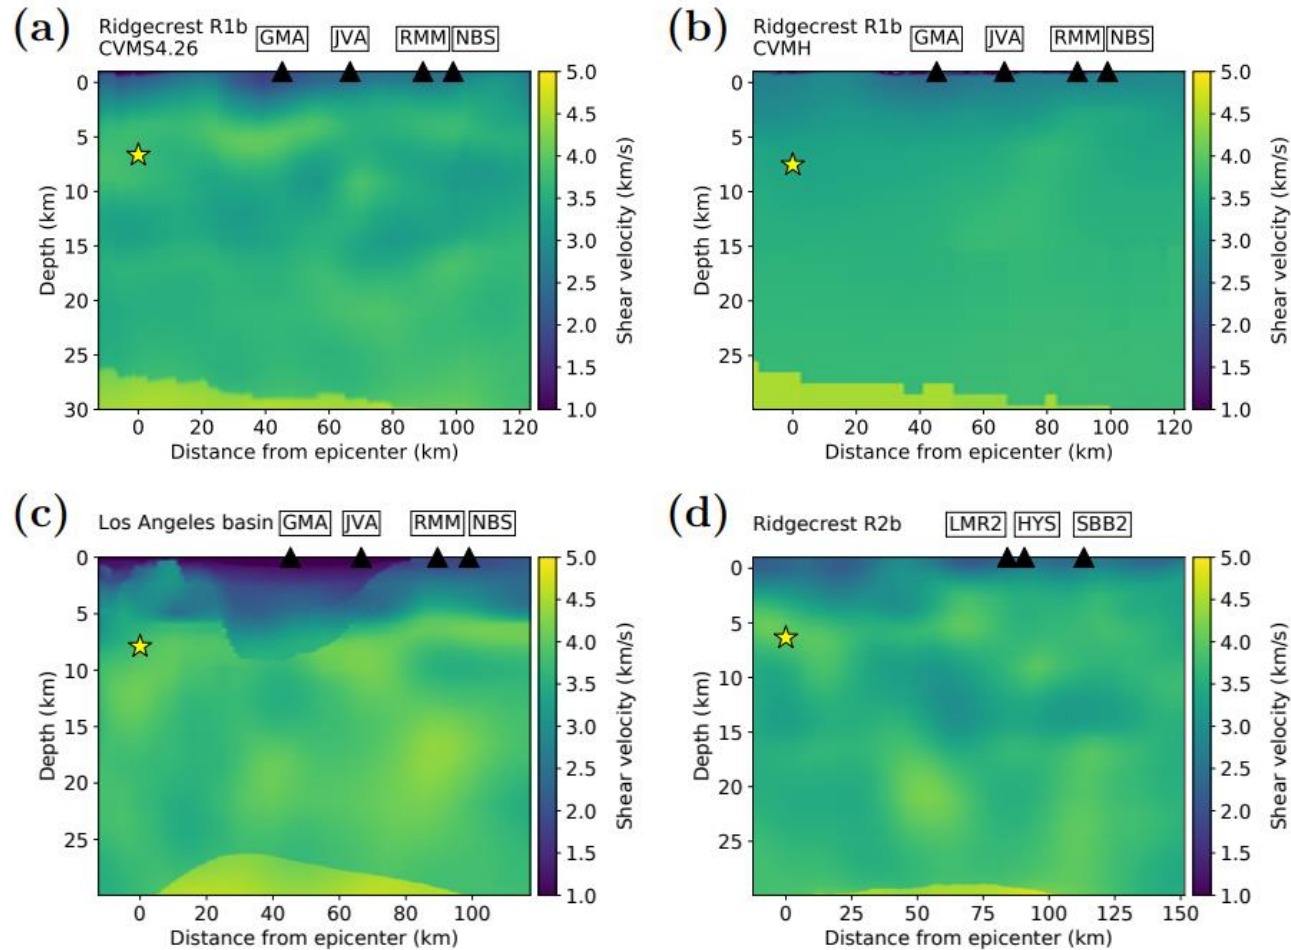 (a)
Ridgecrest R1b
CVMS4.26
GMA JVA RMM NBS
0
5
10
15
20
25
30
Depth (km)
0 20 40 60 80 100 120
Distance from epicenter (km)
5.0
4.5
4.0
3.5
3.0
2.5
2.0
1.5
1.0
Shear velocity (km/s)
(b)
Ridgecrest R1b
CVMH
GMA JVA RMM NBS
0
5
10
15
20
25
Depth (km)
0 20 40 60 80 100 120
Distance from epicenter (km)
5.0
4.5
4.0
3.5
3.0
2.5
2.0
1.5
1.0
Shear velocity (km/s)
(c)
Los Angeles basin GMA JVA RMM NBS
0
5
10
15
20
25
Depth (km)
0 20 40 60 80 100
Distance from epicenter (km)
5.0
4.5
4.0
3.5
3.0
2.5
2.0
1.5
1.0
Shear velocity (km/s)
(d)
Ridgecrest R2b LMR2 HYS SBB2
0
5
10
15
20
25
Depth (km)
0 25 50 75 100 125 150
Distance from epicenter (km)
5.0
4.5
4.0
3.5
3.0
2.5
2.0
1.5
1.0
Shear velocity (km/s)